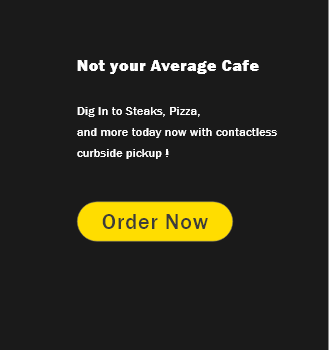 Not your Average Cafe
Dig In to Steaks, Pizza,
and more today now with contactless
curbside pickup !
Order Now